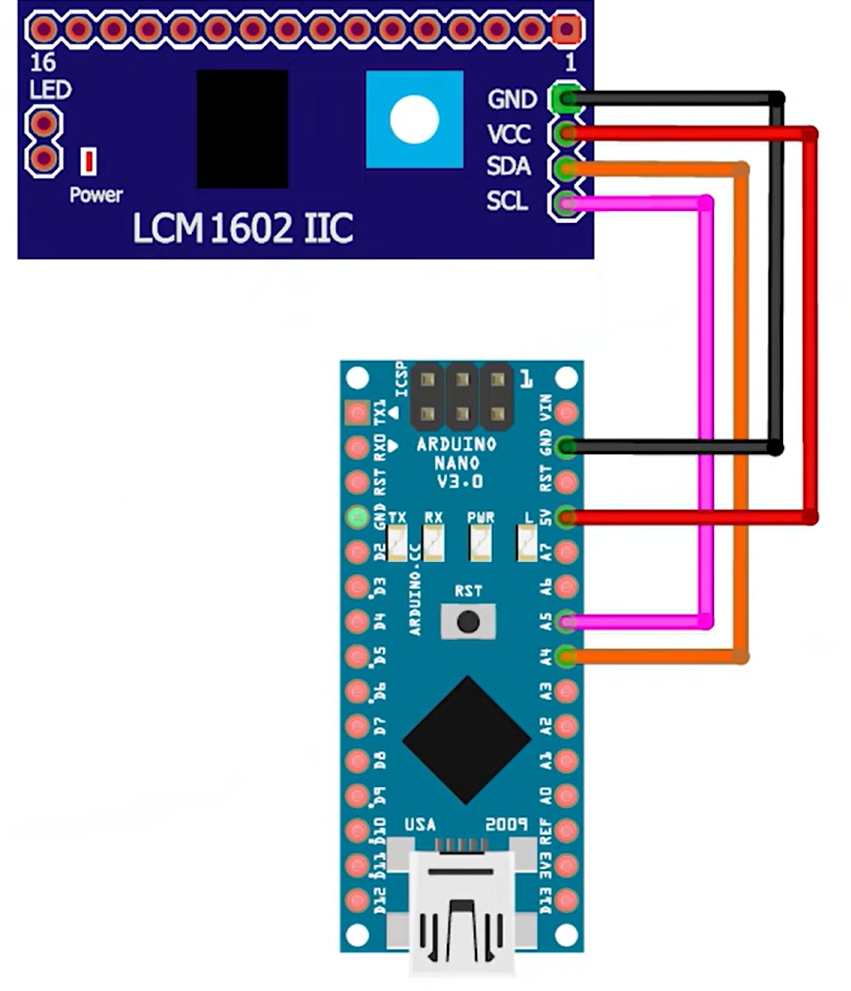 16
1
LED
GND
VCC
SDA
SCL
Power
LCM 1602 IIC
ICSP
1
TX1
RX0
RST
GND
D2
D3
D4
D5
D6
D7
D8
D9
D10
D11
D12
VIN
GND
RST
5V
A7
A6
A5
A4
A3
A2
A1
A0
REF
3V3
D13
ARDUINO
NANO
V3.0
TX
RX
PWR
L
ARDUINO.CC
RST
USA
2009